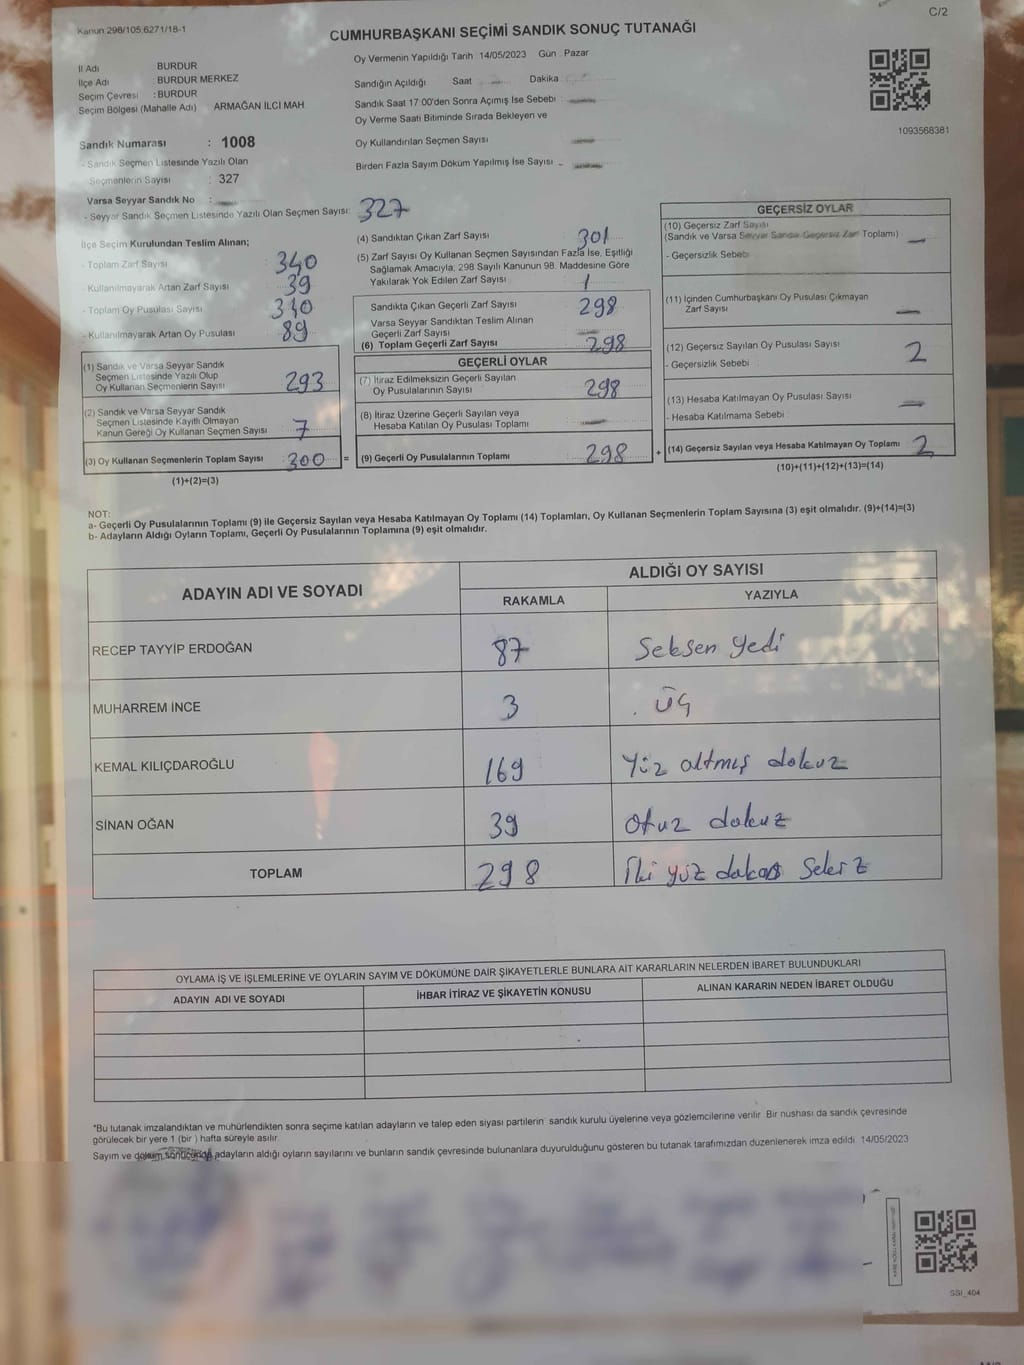 Kanun.298/105,6271/18-1
C/2
CUMHURBAŞKANI SEÇİMİ SANDIK SONUÇ TUTANAĞI
İl Adı BURDUR
İlçe Adı BURDUR MERKEZ
Seçim Çevresi : BURDUR
Seçim Bölgesi (Mahalle Adı) ARMAĞAN İLCİ MAH
Sandık Numarası : 1008
- Sandık Seçmen Listesinde Yazılı Olan
Seçmenlerin Sayısı : 327
Varsa Seyyar Sandık No :
- Seyyar Sandık Seçmen Listesinde Yazılı Olan Seçmen Sayısı: 327
Oy Vermenin Yapıldığı Tarih 14/05/2023 Gün : Pazar
Sandığın Açıldığı Saat Dakika
Sandık Saat 17:00'den Sonra Açımış İse Sebebi
Oy Verme Saati Bitiminde Sırada Bekleyen ve
Oy Kullandırılan Seçmen Sayısı
Birden Fazla Sayım Döküm Yapılmış İse Sayısı
1093568381
İlçe Seçim Kurulundan Teslim Alınan;
- Toplam Zarf Sayısı 340
- Kullanılmayarak Artan Zarf Sayısı 39
- Toplam Oy Pusulası Sayısı
- Kullanılmayarak Artan Oy Pusulası
(1) Sandık ve Varsa Seyyar Sandık
Seçmen Listesinde Yazılı Olup
Oy Kullanan Seçmenlerin Sayısı 293
(2) Sandık ve Varsa Seyyar Sandık
Seçmen Listesinde Kayıtlı Olmayan
Kanun Gereği Oy Kullanan Seçmen Sayısı 7
(3) Oy Kullanan Seçmenlerin Toplam Sayısı 300 =
(1)+(2)=(3)
(4) Sandıktan Çıkan Zarf Sayısı 301
(5) Zarf Sayısı Oy Kullanan Seçmen Sayısından Fazla İse, Eşitliği
Sağlamak Amacıyla, 298 Sayılı Kanunun 98. Maddesine Göre
Yakılarak Yok Edilen Zarf Sayısı 1
Sandıkta Çıkan Geçerli Zarf Sayısı 298
Varsa Seyyar Sandıktan Teslim Alınan
Geçerli Zarf Sayısı
(6) Toplam Geçerli Zarf Sayısı 298
GEÇERLİ OYLAR
(7) İtiraz Edilmeksizin Geçerli Sayılan
Oy Pusulalarının Sayısı 298
(8) İtiraz Üzerine Geçerli Sayılan veya
Hesaba Katılan Oy Pusulası Toplamı
(9) Geçerli Oy Pusulalarının Toplamı 298 +
GEÇERSİZ OYLAR
(10) Geçersiz Zarf Sayısı
(Sandık ve Varsa Seyyar Sandık Geçersiz Zarf Toplamı)
- Geçersizlik Sebebi
(11) İçinden Cumhurbaşkanı Oy Pusulası Çıkmayan
Zarf Sayısı
(12) Geçersiz Sayılan Oy Pusulası Sayısı 2
- Geçersizlik Sebebi
(13) Hesaba Katılmayan Oy Pusulası Sayısı
- Hesaba Katılmama Sebebi
(14) Geçersiz Sayılan veya Hesaba Katılmayan Oy Toplamı 2
(10)+(11)+(12)+(13)=(14)
NOT:
a- Geçerli Oy Pusulalarının Toplamı (9) ile Geçersiz Sayılan veya Hesaba Katılmayan Oy Toplamı (14) Toplamları, Oy Kullanan Seçmenlerin Toplam Sayısına (3) eşit olmalıdır. (9)+(14)=(3)
b- Adayların Aldığı Oyların Toplamı, Geçerli Oy Pusulalarının Toplamına (9) eşit olmalıdır.
ADAYIN ADI VE SOYADI ALDIĞI OY SAYISI
RAKAMLA YAZIYLA
RECEP TAYYİP ERDOĞAN 87 Seksen yedi
MUHARREM İNCE 3 Üç
KEMAL KILIÇDAROĞLU 169 Yüz altmış dokuz
SİNAN OĞAN 39 Otuz dokuz
TOPLAM 298 İki yüz
OYLAMA İŞ VE İŞLEMLERİNE VE OYLARIN SAYIM VE DÖKÜMÜNE DAİR ŞİKAYETLERLE BUNLARA AİT KARARLARIN NELERDEN İBARET BULUNDUKLARI
ADAYIN ADI VE SOYADI İHBAR İTİRAZ VE ŞİKAYETİN KONUSU ALINAN KARARIN NEDEN İBARET OLDUĞU
*Bu tutanak imzalandıktan ve mühürlendikten sonra seçime katılan adayların ve talep eden siyasi partilerin sandık kurulu üyelerine veya gözlemcilerine verilir. Bir nushası da sandık çevresinde
görülecek bir yere 1 (bir ) hafta süreyle asılır.
Sayım ve döküm sonucunda adayların aldığı oyların sayılarını ve bunların sandık çevresinde bulunanlara duyurulduğunu gösteren bu tutanak tarafımızdan düzenlenerek imza edildi. 14/05/2023
SSI_404